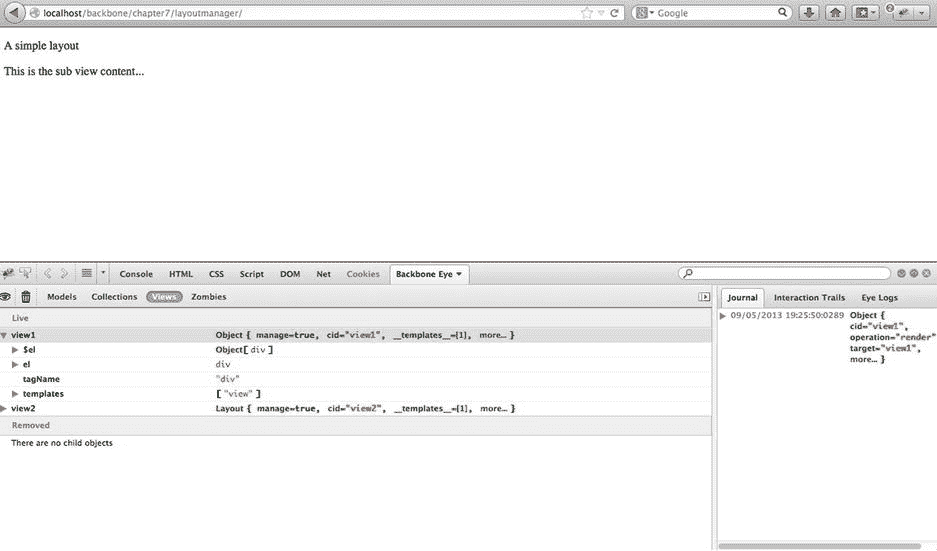 localhost/backbone/chapter7/layoutmanager/
Google
2
A simple layout
This is the sub view content...
Console HTML CSS Script DOM Net Cookies Backbone Eye
Models Collections Views Zombies
Journal Interaction Trails Eye Logs
Live
view1 Object { manage=true, cid="view1", __templates__=[1], more... }
$el Object[ div ]
el div
tagName "div"
templates [ "view" ]
view2 Layout { manage=true, cid="view2", __templates__=[1], more... }
Removed
There are no child objects
09/05/2013 19:25:50:0289 Object {
cid="view1",
operation="render"
target="view1",
more... }